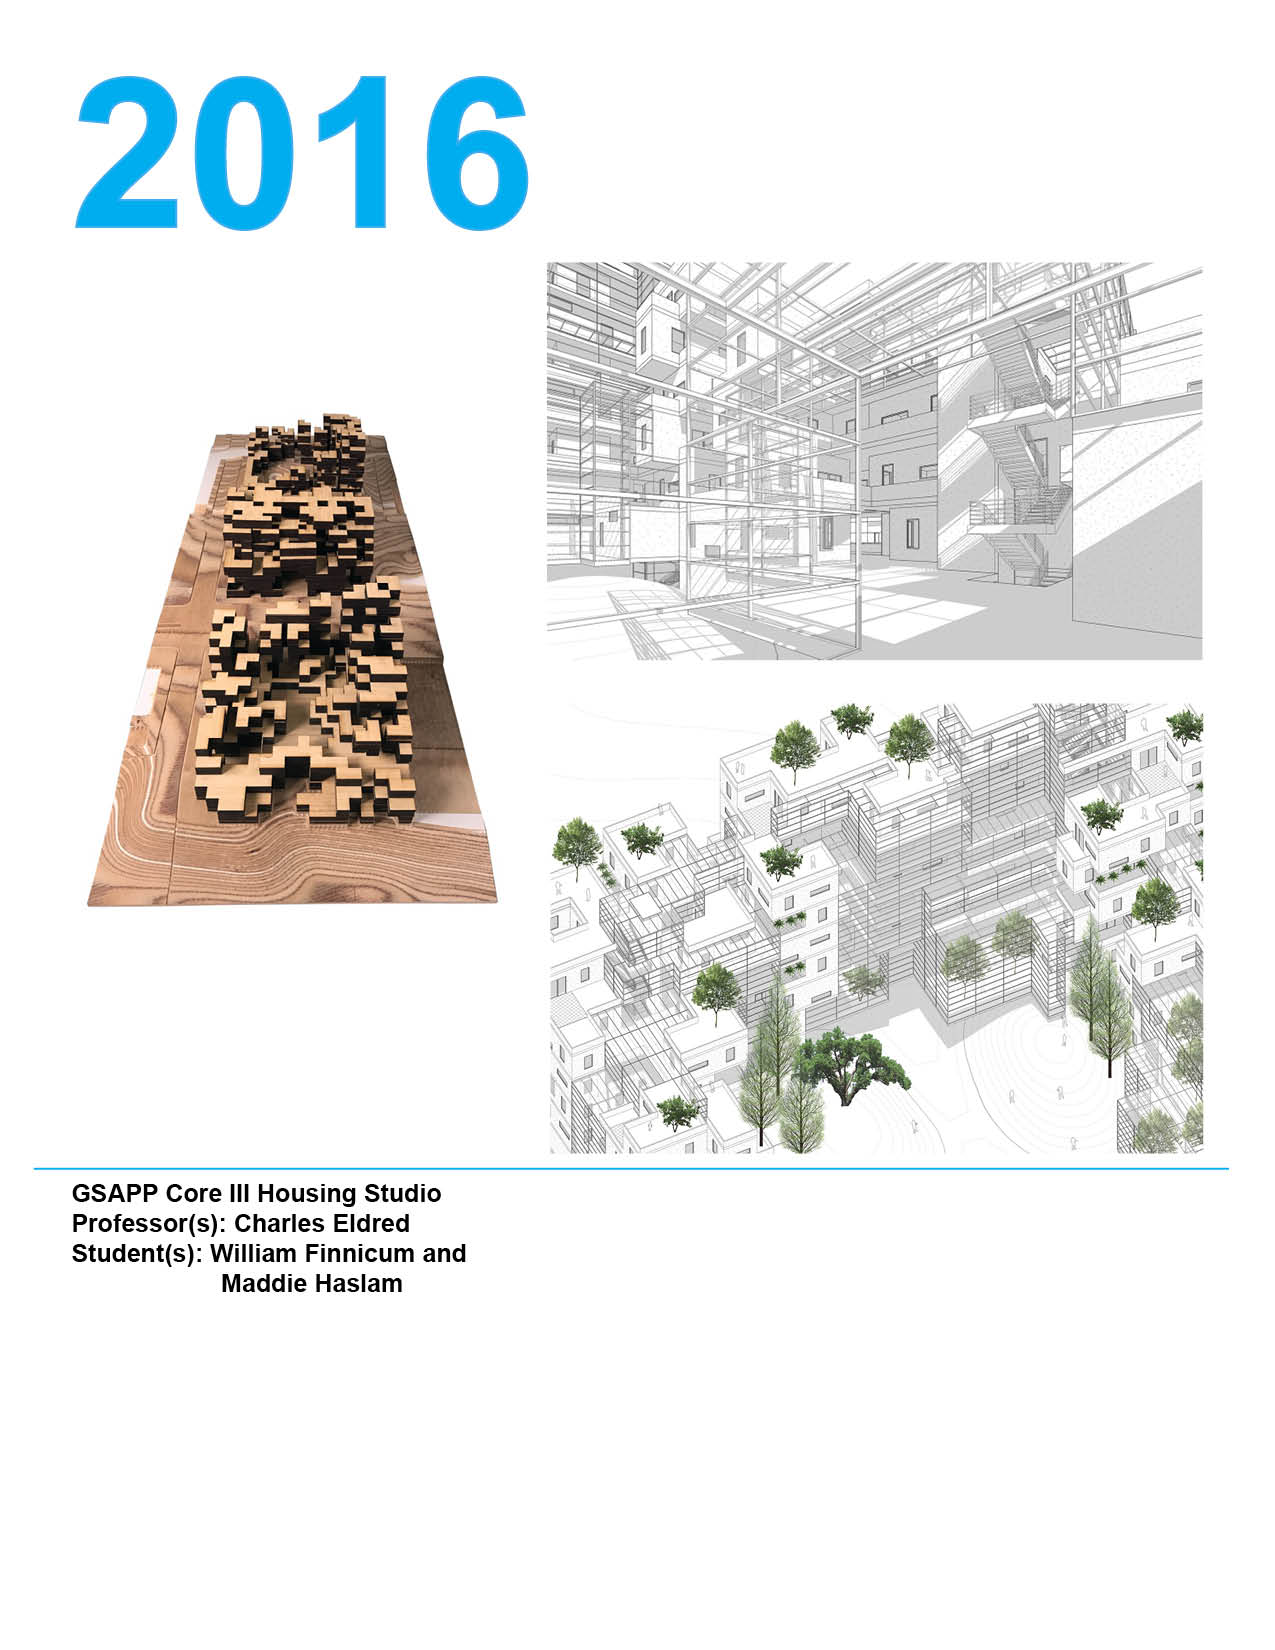 2016
GSAPP Core III Housing Studio
Professor(s): Charles Eldred
Student(s): William Finnicum and
Maddie Haslam